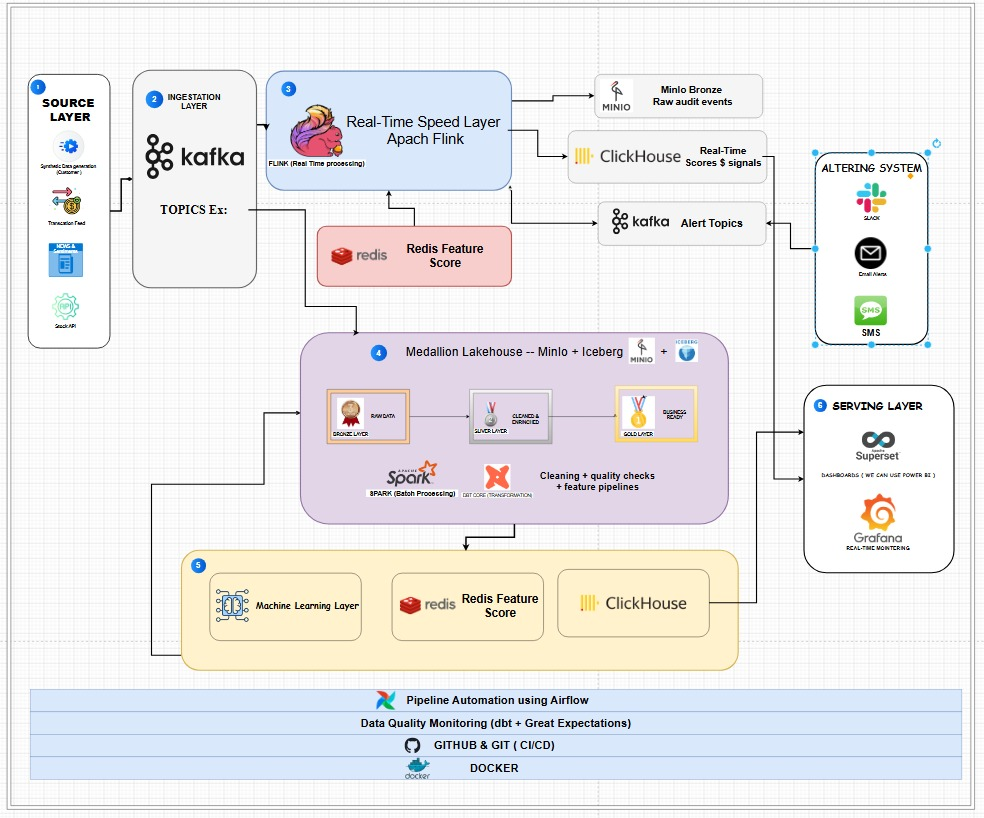 1
SOURCE
LAYER
Synthetic Data generation
(Customer )
Transcation Feed
NEWS &
Stock API
2
INGESTATION
LAYER
kafka
TOPICS Ex:
3
Real-Time Speed Layer
Apach Flink
FLINK (Real Time processing)
redis
Redis Feature
Score
MINIO
MinIo Bronze
Raw audit events
ClickHouse
Real-Time
Scores $ signals
kafka
Alert Topics
ALTERING SYSTEM
SLACK
Email Alerts
SMS
SMS
4
Medallion Lakehouse -- MinIo + Iceberg
MINIO
+
ICEBERG
RAW DATA
BRONZE LAYER
CLEANED &
ENRINCHED
SLIVER LAYER
BUSINESS
READY
GOLD LAYER
APACHE
Spark
SPARK (Batch Processing)
DBT CORE (TRANSFORMATION)
Cleaning + quality checks
+ feature pipelines
6
SERVING LAYER
Apache
Superset
DASHBOARDS ( WE CAN USE POWER BI )
Grafana
REAL-TIME MOINTERING
5
Machine Learning Layer
redis
Redis Feature
Score
ClickHouse
Pipeline Automation using Airflow
Data Quality Monitoring (dbt + Great Expectations)
GITHUB & GIT ( CI/CD)
docker
DOCKER